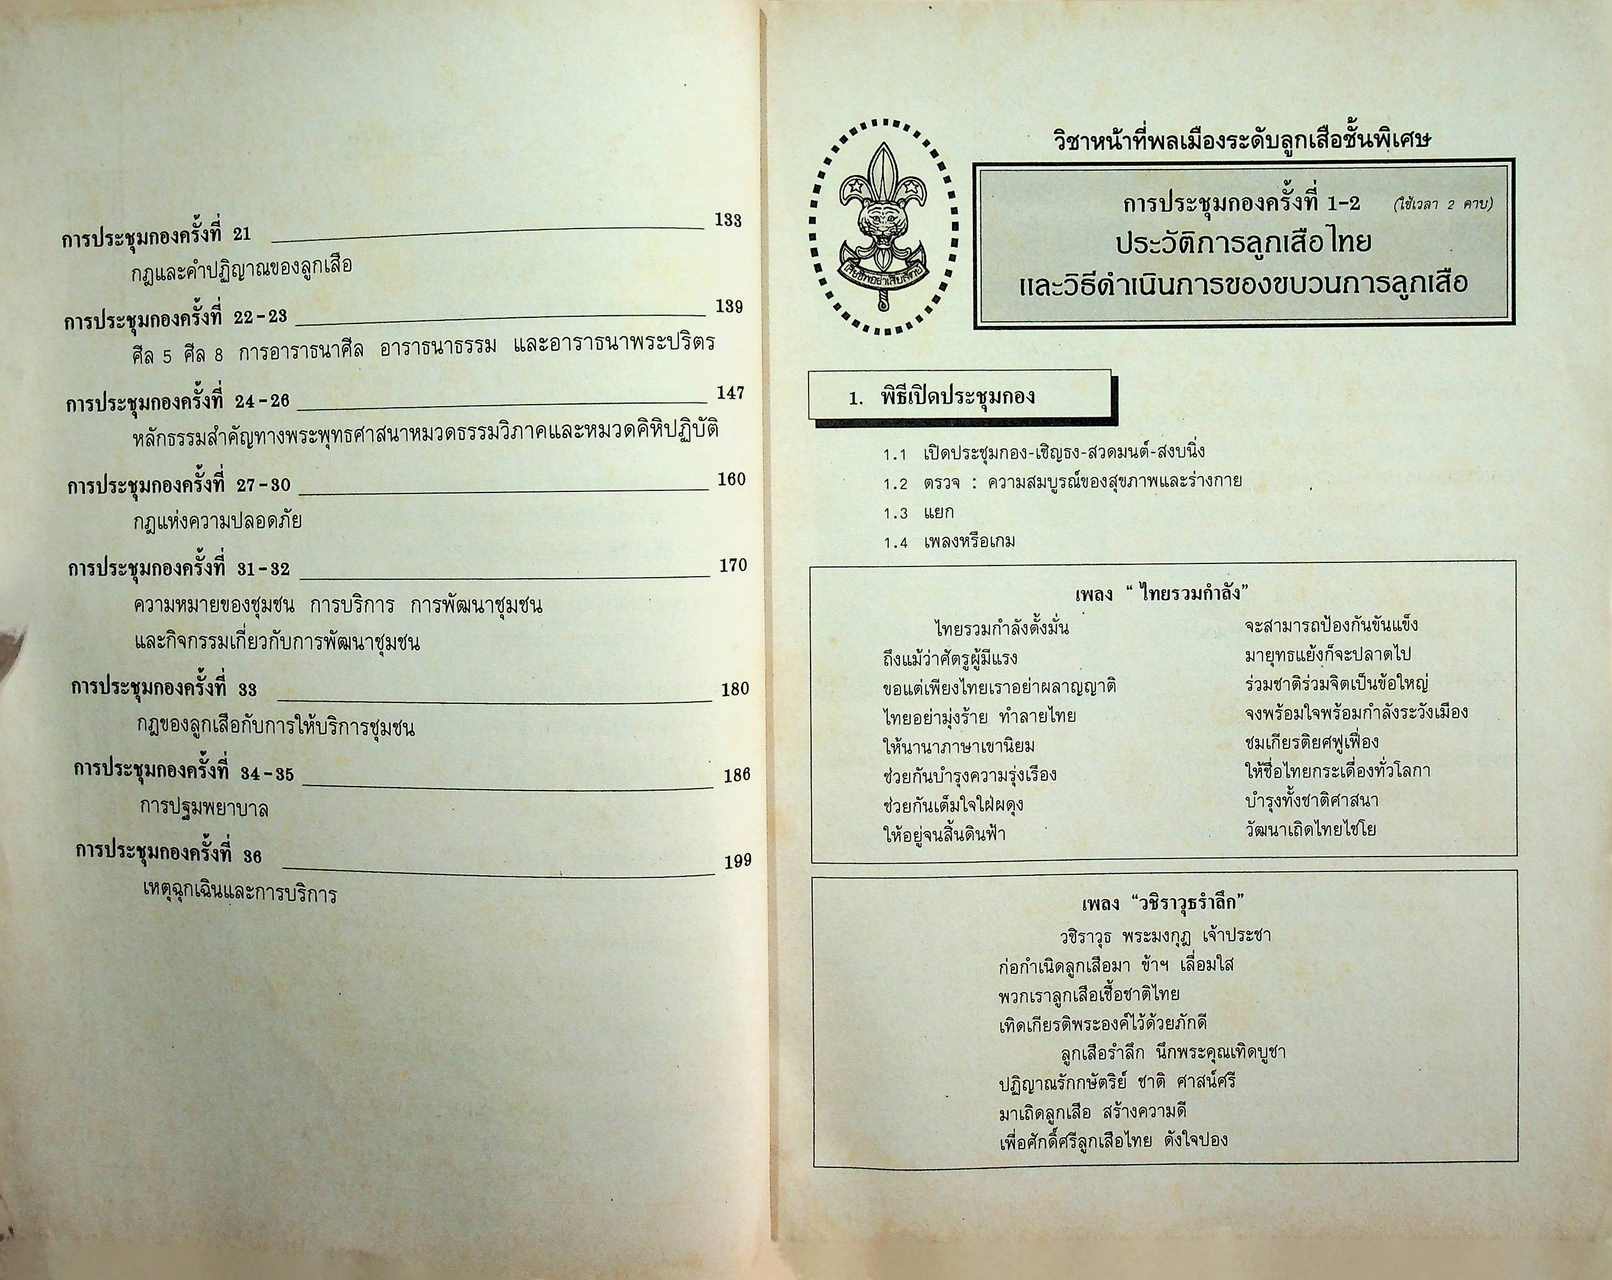 การประชุมกองครั้งที่ 21 133
กฎและคำปฏิญาณของลูกเสือ
การประชุมกองครั้งที่ 22-23 139
ศีล 5 ศีล 8 การอาราธนาศีล อาราธนาธรรม และอาราธนาพระปริตร
การประชุมกองครั้งที่ 24-26 147
หลักธรรมสำคัญทางพระพุทธศาสนาหมวดธรรมวิภาคและหมวดคิหิปฏิบัติ
การประชุมกองครั้งที่ 27-30 160
กฎแห่งความปลอดภัย
การประชุมกองครั้งที่ 31-32 170
ความหมายของชุมชน การบริการ การพัฒนาชุมชน
และกิจกรรมเกี่ยวกับการพัฒนาชุมชน
การประชุมกองครั้งที่ 33 180
กฎของลูกเสือกับการให้บริการชุมชน
การประชุมกองครั้งที่ 34-35 186
การปฐมพยาบาล
การประชุมกองครั้งที่ 36 199
เหตุฉุกเฉินและการบริการ
วิชาหน้าที่พลเมืองระดับลูกเสือชั้นพิเศษ
การประชุมกองครั้งที่ 1-2 (ใช้เวลา 2 คาบ)
ประวัติการลูกเสือไทย
และวิธีดำเนินการของขบวนการลูกเสือ
เสียชีพอย่าเสียสัตย์
1. พิธีเปิดประชุมกอง
1.1 เปิดประชุมกอง-เชิญธง-สวดมนต์-สงบนิ่ง
1.2 ตรวจ : ความสมบูรณ์ของสุขภาพและร่างกาย
1.3 แยก
1.4 เพลงหรือเกม
เพลง “ ไทยรวมกำลัง”
ไทยรวมกำลังตั้งมั่น จะสามารถป้องกันขันแข็ง
ถึงแม้ว่าศัตรูผู้มีแรง มายุทธแย้งก็จะปลาตไป
ขอแต่เพียงไทยเราอย่าผลาญญาติ ร่วมชาติร่วมจิตเป็นข้อใหญ่
ไทยอย่ามุ่งร้าย ทำลายไทย จงพร้อมใจพร้อมกำลังระวังเมือง
ให้นานาภาษาเขานิยม ชมเกียรติยศฟูเฟื่อง
ช่วยกันบำรุงความรุ่งเรือง ให้ชื่อไทยกระเดื่องทั่วโลกา
ช่วยกันเต็มใจใฝ่ผดุง บำรุงทั้งชาติศาสนา
ให้อยู่จนสิ้นดินฟ้า วัฒนาเถิดไทยไชโย
เพลง “วชิราวุธรำลึก”
วชิราวุธ พระมงกุฎ เจ้าประชา
ก่อกำเนิดลูกเสือมา ข้าฯ เลื่อมใส
พวกเราลูกเสือเชื้อชาติไทย
เทิดเกียรติพระองค์ไว้ด้วยภักดี
ลูกเสือรำลึก นึกพระคุณเทิดบูชา
ปฏิญาณรักกษัตริย์ ชาติ ศาสน์ศรี
มาเถิดลูกเสือ สร้างความดี
เพื่อศักดิ์ศรีลูกเสือไทย ดังใจปอง